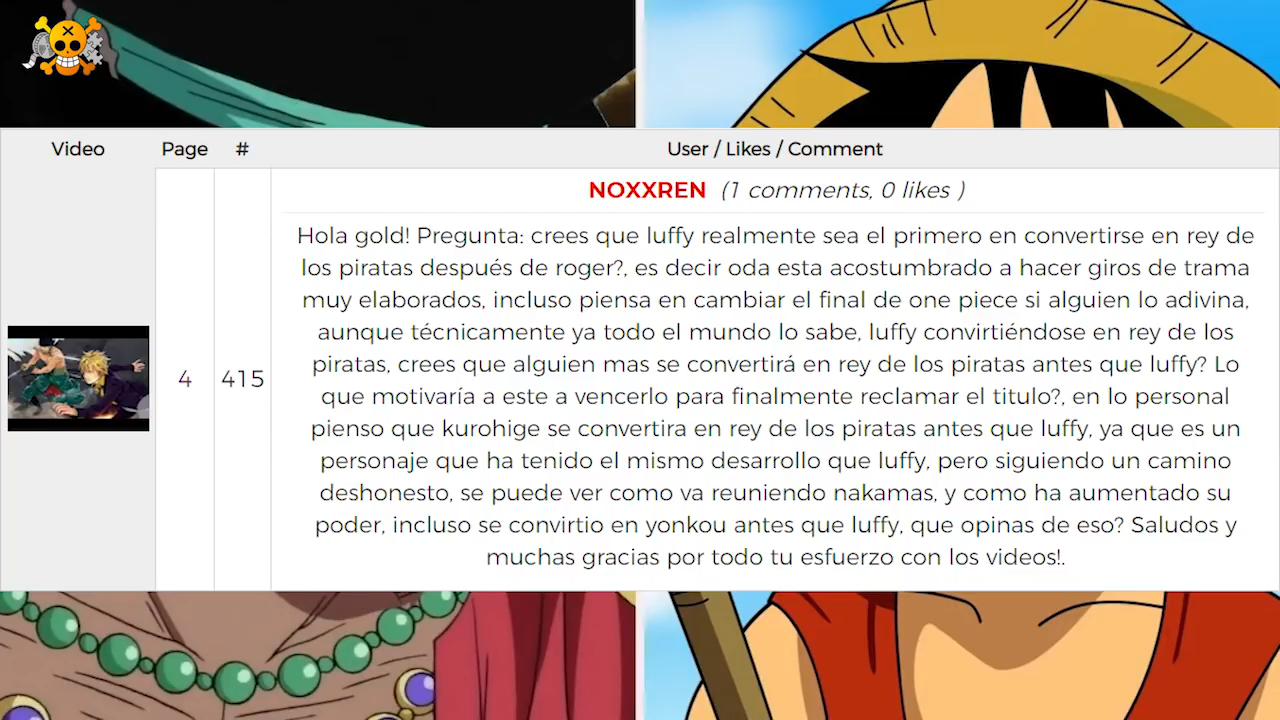 Video Page # User / Likes / Comment
NOXXREN (1 comments, 0 likes )
Hola gold! Pregunta: crees que luffy realmente sea el primero en convertirse en rey de
los piratas después de roger?, es decir oda esta acostumbrado a hacer giros de trama
muy elaborados, incluso piensa en cambiar el final de one piece si alguien lo adivina,
aunque técnicamente ya todo el mundo lo sabe, luffy convirtiéndose en rey de los
piratas, crees que alguien mas se convertirá en rey de los piratas antes que luffy? Lo
que motivaría a este a vencerlo para finalmente reclamar el titulo?, en lo personal
pienso que kurohige se convertira en rey de los piratas antes que luffy, ya que es un
personaje que ha tenido el mismo desarrollo que luffy, pero siguiendo un camino
deshonesto, se puede ver como va reuniendo nakamas, y como ha aumentado su
poder, incluso se convirtio en yonkou antes que luffy, que opinas de eso? Saludos y
muchas gracias por todo tu esfuerzo con los videos!.
4 415